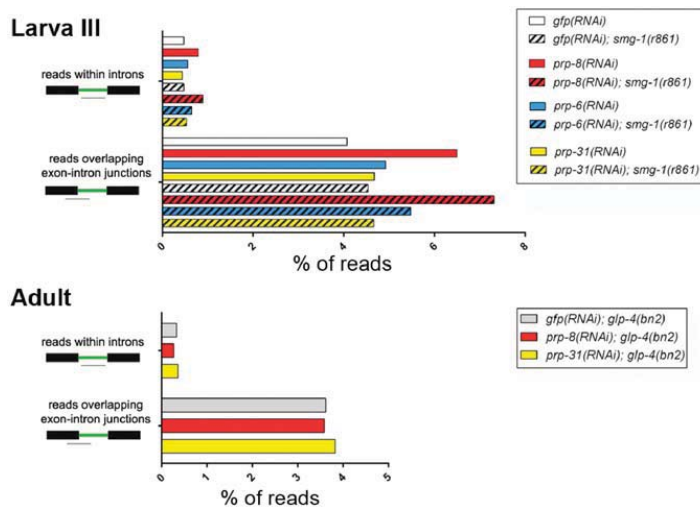 Larva III
reads within introns
reads overlapping
exon-intron junctions
0
2
4
6
8
% of reads
gfp(RNAi)
gfp(RNAi); smg-1(r861)
prp-8(RNAi)
prp-8(RNAi); smg-1(r861)
prp-6(RNAi)
prp-6(RNAi); smg-1(r861)
prp-31(RNAi)
prp-31(RNAi); smg-1(r861)
Adult
reads within introns
reads overlapping
exon-intron junctions
0
1
2
3
4
5
% of reads
gfp(RNAi); glp-4(bn2)
prp-8(RNAi); glp-4(bn2)
prp-31(RNAi); glp-4(bn2)